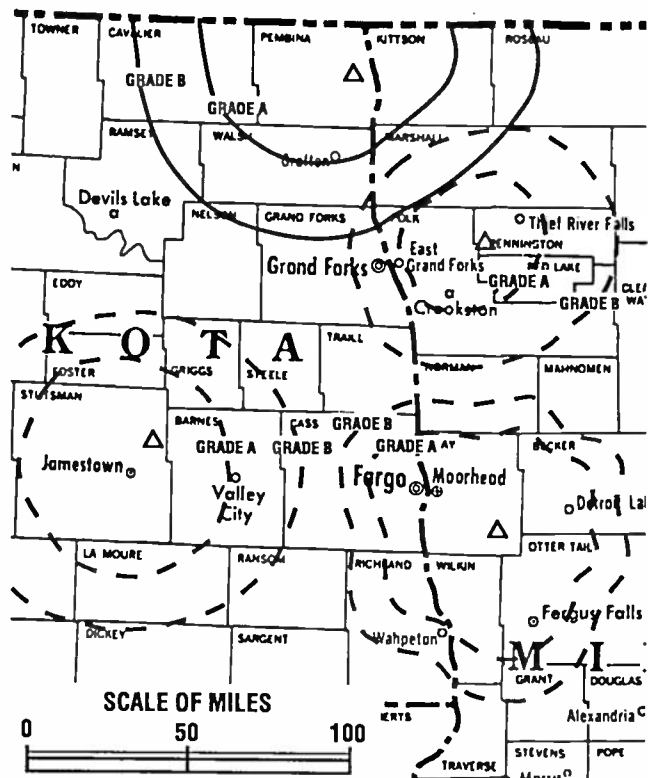 TOWNER CAVALIER PEMBINA KITTSON ROSEAU
GRADE B
GRADE A
RAMSEY WALSH MARSHALL
Grafton
Devils Lake
NELSON GRAND FORKS POLK
Thief River Falls
PENNINGTON
East
Grand Forks Grand Forks
RED LAKE
GRADE A
Crookston
GRADE B
EDDY
K O T A
TRAILL
FOSTER GRIGGS STEELE
NORMAN MAHNOMEN
STUTSMAN
BARNES CASS
GRADE B
GRADE A GRADE B GRADE A AY BECKER
Jamestown
Valley
City
Fargo Moorhead
LA MOURE RANSOM RICHLAND WILKIN
OTTER TAIL
Fergus Falls
DICKEY SARGENT
Wahpeton
M I
GRANT DOUGLAS
SCALE OF MILES
0 50 100
Alexandria
TRAVERSE STEVENS POPE